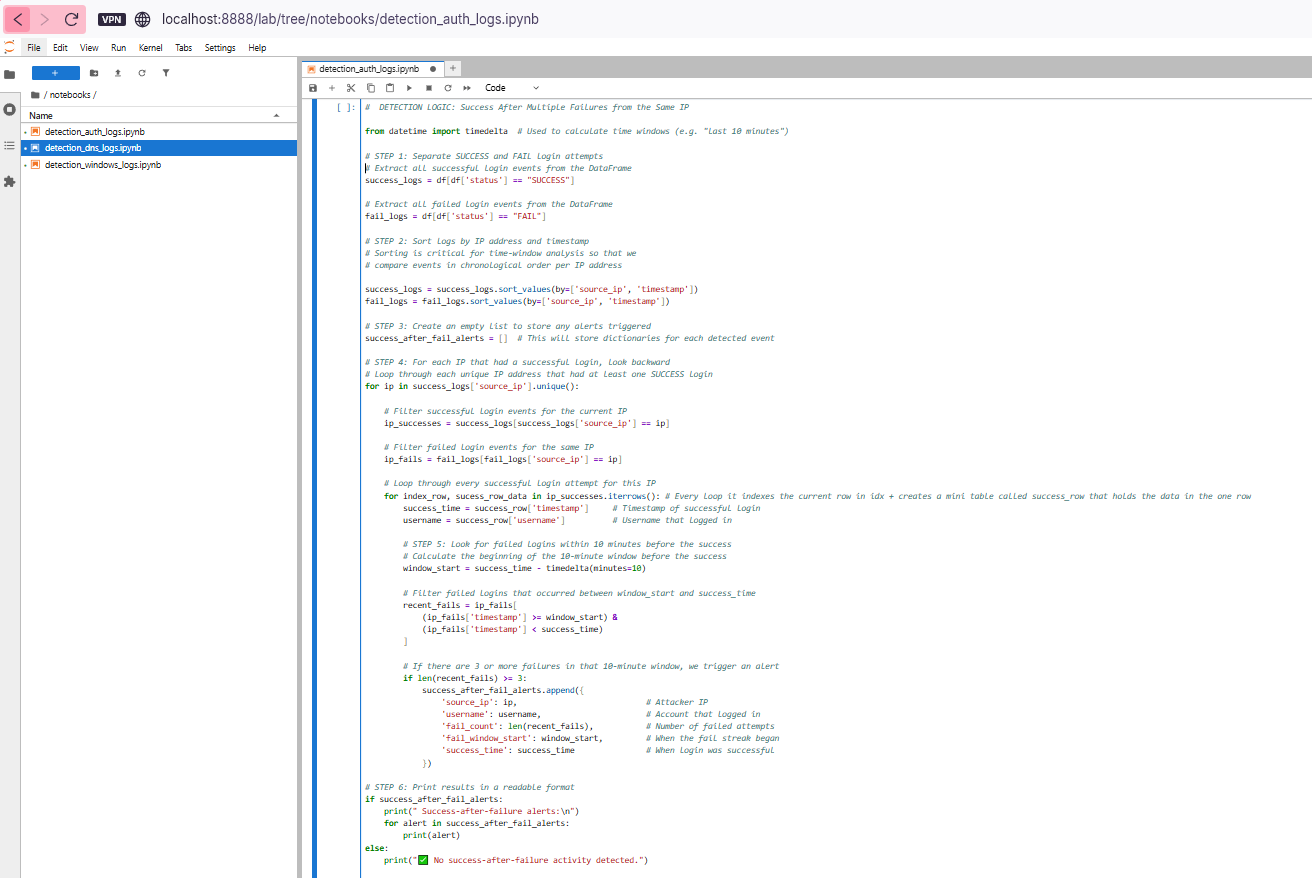 VPN localhost:8888/lab/tree/notebooks/detection_auth_logs.ipynb
File Edit View Run Kernel Tabs Settings Help
+
/ notebooks /
Name
detection_auth_logs.ipynb
detection_dns_logs.ipynb
detection_windows_logs.ipynb
detection_auth_logs.ipynb
+
Code
[ ]:
# DETECTION LOGIC: Success After Multiple Failures from the Same IP
from datetime import timedelta # Used to calculate time windows (e.g. "last 10 minutes")
# STEP 1: Separate SUCCESS and FAIL login attempts
# Extract all successful login events from the DataFrame
success_logs = df[df['status'] == "SUCCESS"]
# Extract all failed login events from the DataFrame
fail_logs = df[df['status'] == "FAIL"]
# STEP 2: Sort logs by IP address and timestamp
# Sorting is critical for time-window analysis so that we
# compare events in chronological order per IP address
success_logs = success_logs.sort_values(by=['source_ip', 'timestamp'])
fail_logs = fail_logs.sort_values(by=['source_ip', 'timestamp'])
# STEP 3: Create an empty list to store any alerts triggered
success_after_fail_alerts = [] # This will store dictionaries for each detected event
# STEP 4: For each IP that had a successful login, look backward
# Loop through each unique IP address that had at least one SUCCESS login
for ip in success_logs['source_ip'].unique():
    # Filter successful login events for the current IP
    ip_successes = success_logs[success_logs['source_ip'] == ip]
    # Filter failed login events for the same IP
    ip_fails = fail_logs[fail_logs['source_ip'] == ip]
    # Loop through every successful login attempt for this IP
    for index_row, sucess_row_data in ip_successes.iterrows(): # Every loop it indexes the current row in idx + creates a mini table called success_row that holds the data in the one row
        success_time = success_row['timestamp'] # Timestamp of successful login
        username = success_row['username'] # Username that logged in
        # STEP 5: Look for failed logins within 10 minutes before the success
        # Calculate the beginning of the 10-minute window before the success
        window_start = success_time - timedelta(minutes=10)
        # Filter failed logins that occurred between window_start and success_time
        recent_fails = ip_fails[
            (ip_fails['timestamp'] >= window_start) &
            (ip_fails['timestamp'] < success_time)
        ]
        # If there are 3 or more failures in that 10-minute window, we trigger an alert
        if len(recent_fails) >= 3:
            success_after_fail_alerts.append({
                'source_ip': ip, # Attacker IP
                'username': username, # Account that logged in
                'fail_count': len(recent_fails), # Number of failed attempts
                'fail_window_start': window_start, # When the fail streak began
                'success_time': success_time # When login was successful
            })
# STEP 6: Print results in a readable format
if success_after_fail_alerts:
    print(" Success-after-failure alerts:\n")
    for alert in success_after_fail_alerts:
        print(alert)
else:
    print("✅ No success-after-failure activity detected.")